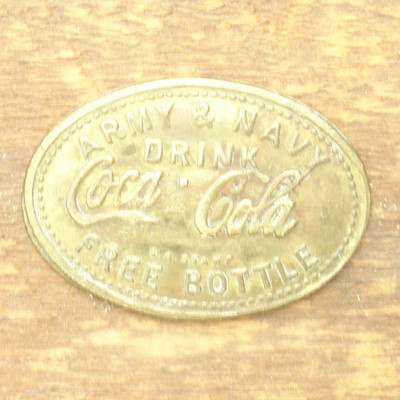 ARMY & NAVY
DRINK
Coca-Cola
FREE BOTTLE